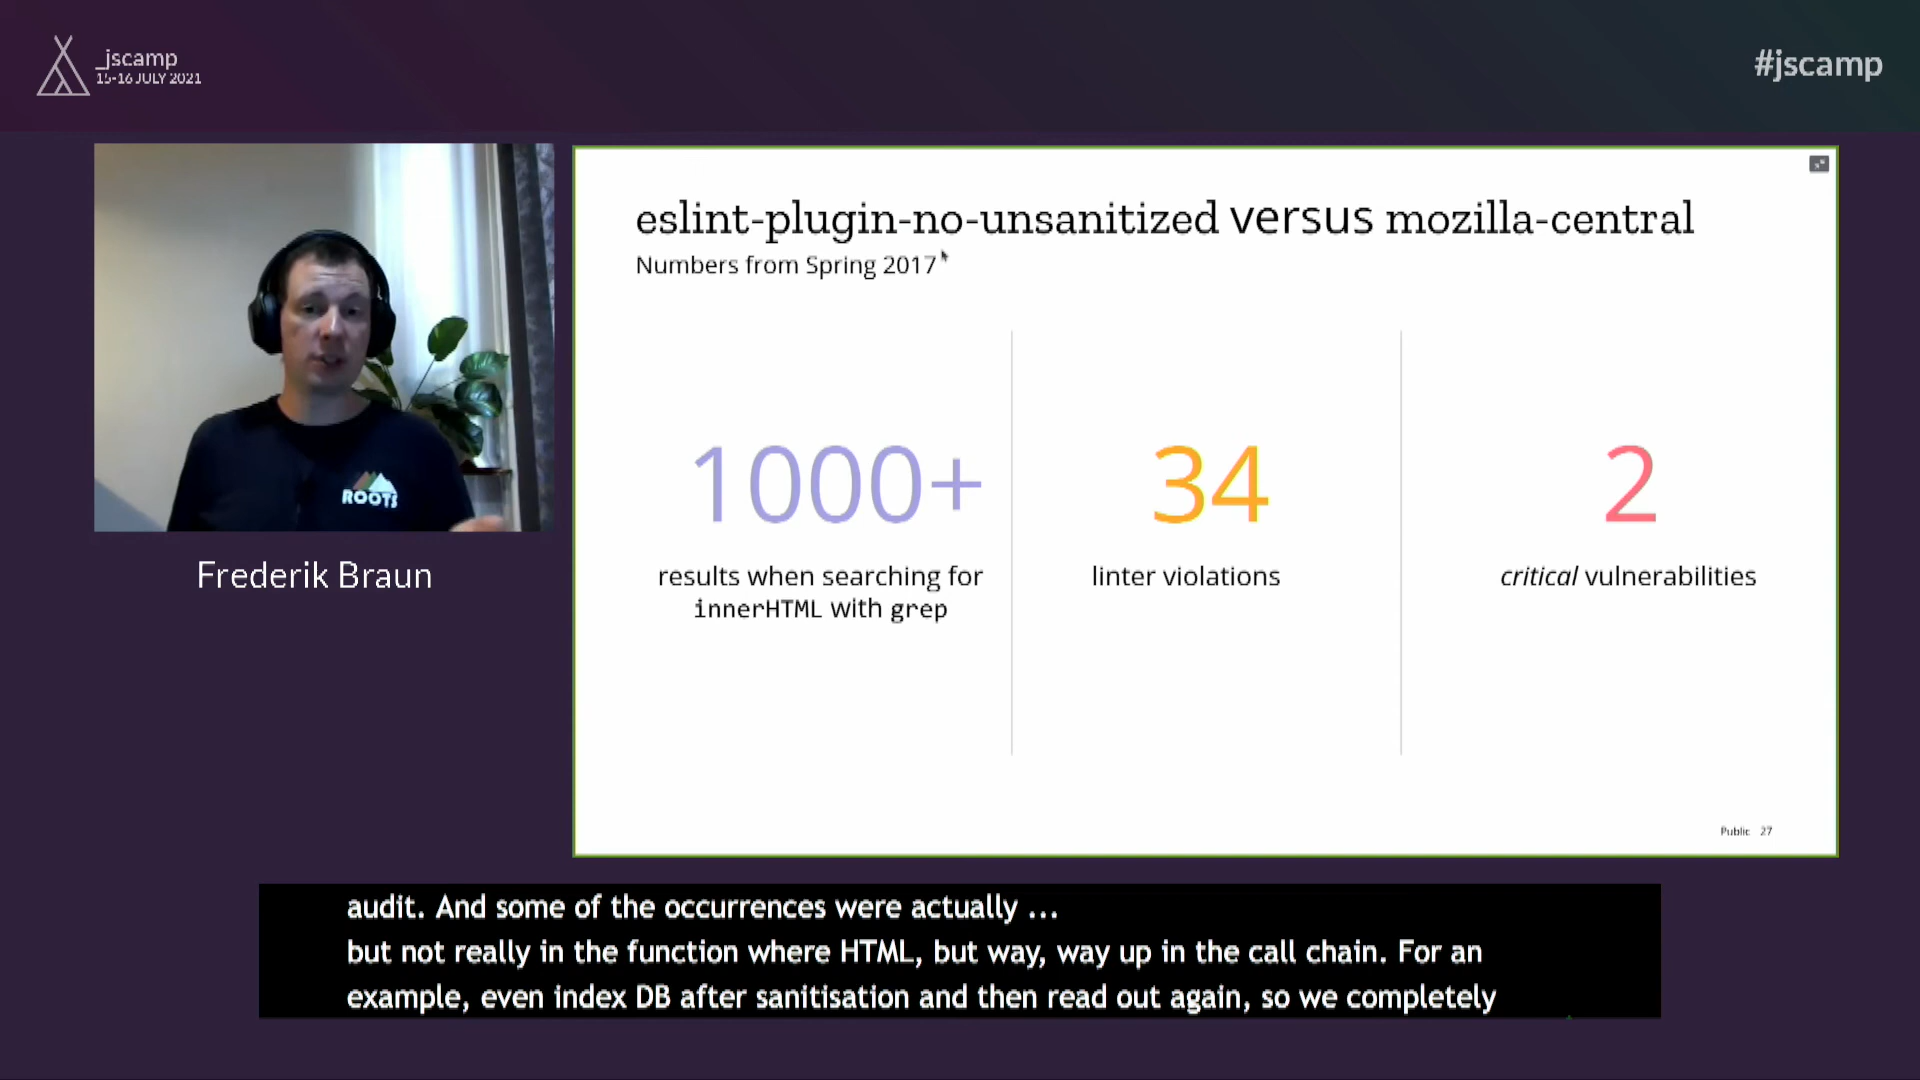 _jscamp
15-16 JULY 2021
#jscamp
eslint-plugin-no-unsanitized versus mozilla-central
Numbers from Spring 2017
1000+
results when searching for
innerHTML with grep
34
linter violations
2
critical vulnerabilities
Public 27
ROOTS
Frederik Braun
audit. And some of the occurrences were actually ...
but not really in the function where HTML, but way, way up in the call chain. For an
example, even index DB after sanitisation and then read out again, so we completely